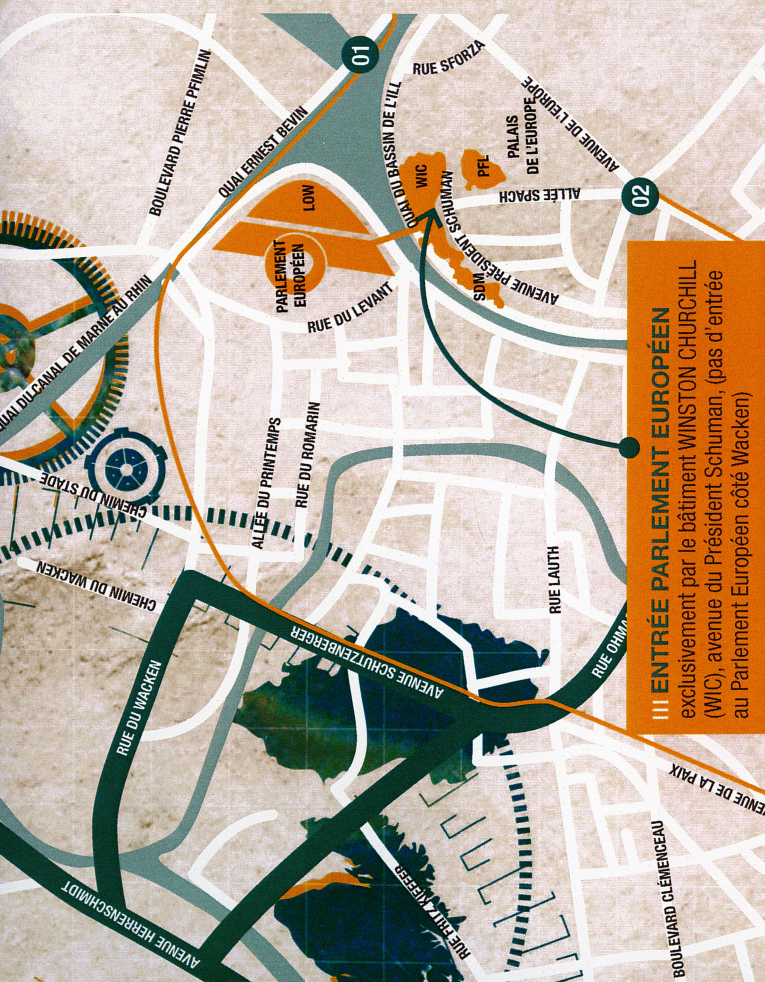 BOULEVARD PIERRE PFIMLIN
QUAI ERNEST BEVIN
01
RUE SFORZA
QUAI DU BASSIN DE L'ILL
AVENUE DE L'EUROPE
PALAIS
DE L'EUROPE
PFL
WIC
LOW
ALLÉE SPACH
02
PARLEMENT
EUROPÉEN
AVENUE PRÉSIDENT SCHUMAN
SDM
RUE DU LEVANT
QUAI DU CANAL DE MARNE AU RHIN
CHEMIN DU STADE
ALLÉE DU PRINTEMPS
RUE DU ROMARIN
CHEMIN DU WACKEN
RUE LAUTH
RUE OHMA
AVENUE SCHUTZENBERGER
RUE DU WACKEN
AVENUE HERRENSCHMIDT
RUE FRITZ KIEFFER
BOULEVARD CLÉMENCEAU
VENUE DE LA PAIX
III ENTRÉE PARLEMENT EUROPÉEN
exclusivement par le bâtiment WINSTON CHURCHILL
(WIC), avenue du Président Schuman, (pas d'entrée
au Parlement Européen côté Wacken)